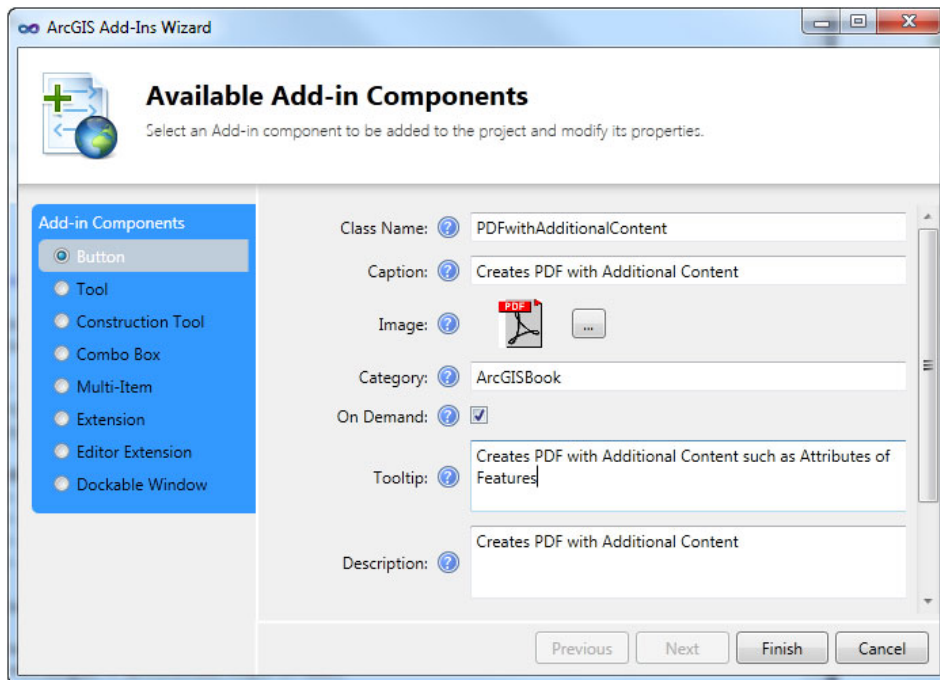 ArcGIS Add-Ins Wizard
Available Add-in Components
Select an Add-in component to be added to the project and modify its properties.
Add-in Components
Button
Tool
Construction Tool
Combo Box
Multi-Item
Extension
Editor Extension
Dockable Window
Class Name: ? PDFwithAdditionalContent
Caption: ? Creates PDF with Additional Content
Image: ? PDF ...
Category: ? ArcGISBook
On Demand: ?
Tooltip: ? Creates PDF with Additional Content such as Attributes of
Features
Description: ? Creates PDF with Additional Content
Previous Next Finish Cancel